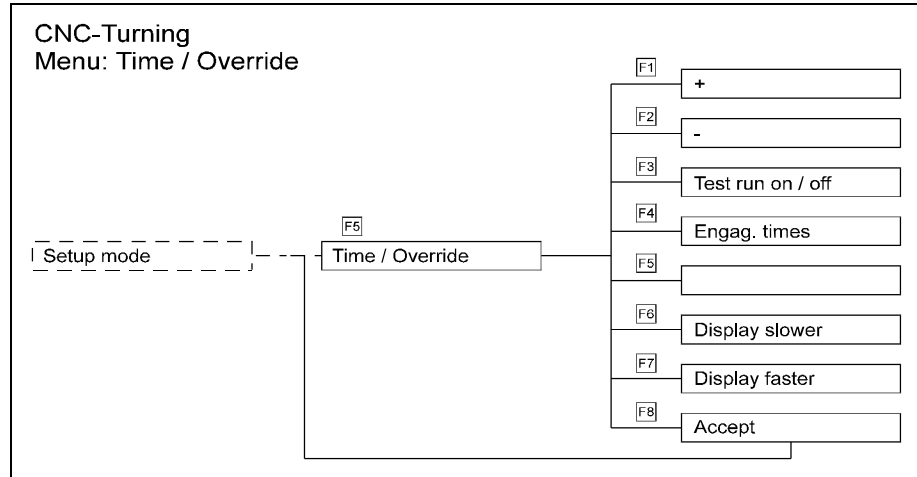 CNC-Turning
Menu: Time / Override
F1
+
F2
-
F3
Test run on / off
F4
Engag. times
F5
Setup mode
Time / Override
F5
F6
Display slower
F7
Display faster
F8
Accept